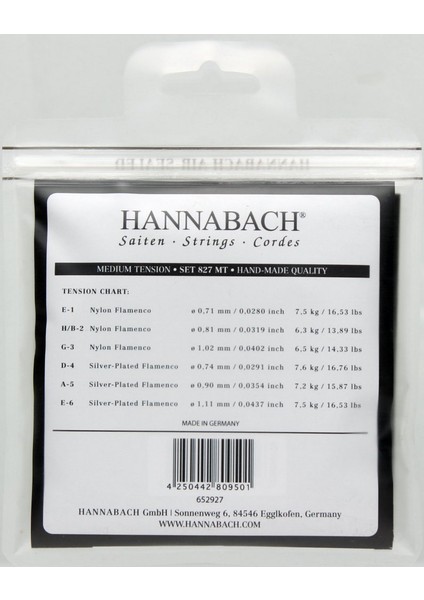 HANNABACH AIR SEALED
HANNABACH®
Saiten · Strings · Cordes
MEDIUM TENSION • SET 827 MT • HAND-MADE QUALITY
TENSION CHART:
E-1 Nylon Flamenco ø 0,71 mm / 0,0280 inch 7.5 kg / 16,53 lbs
H/B-2 Nylon Flamenco ø 0,81 mm / 0,0319 inch 6.3 kg / 13,89 lbs
G-3 Nylon Flamenco ø 1,02 mm / 0,0402 inch 6,5 kg / 14,33 lbs
D-4 Silver-Plated Flamenco ø 0,74 mm / 0,0291 inch 7,6 kg / 16,76 lbs
A-5 Silver-Plated Flamenco ø 0,90 mm / 0,0354 inch 7,2 kg / 15,87 lbs
E-6 Silver-Plated Flamenco ø 1,11 mm / 0,0437 inch 7,5 kg / 16,53 lbs
MADE IN GERMANY
4 250442 809501
652927
HANNABACH GmbH | Sonnenweg 6, 84546 Egglkofen, Germany
WWW.HANNABACH.COM